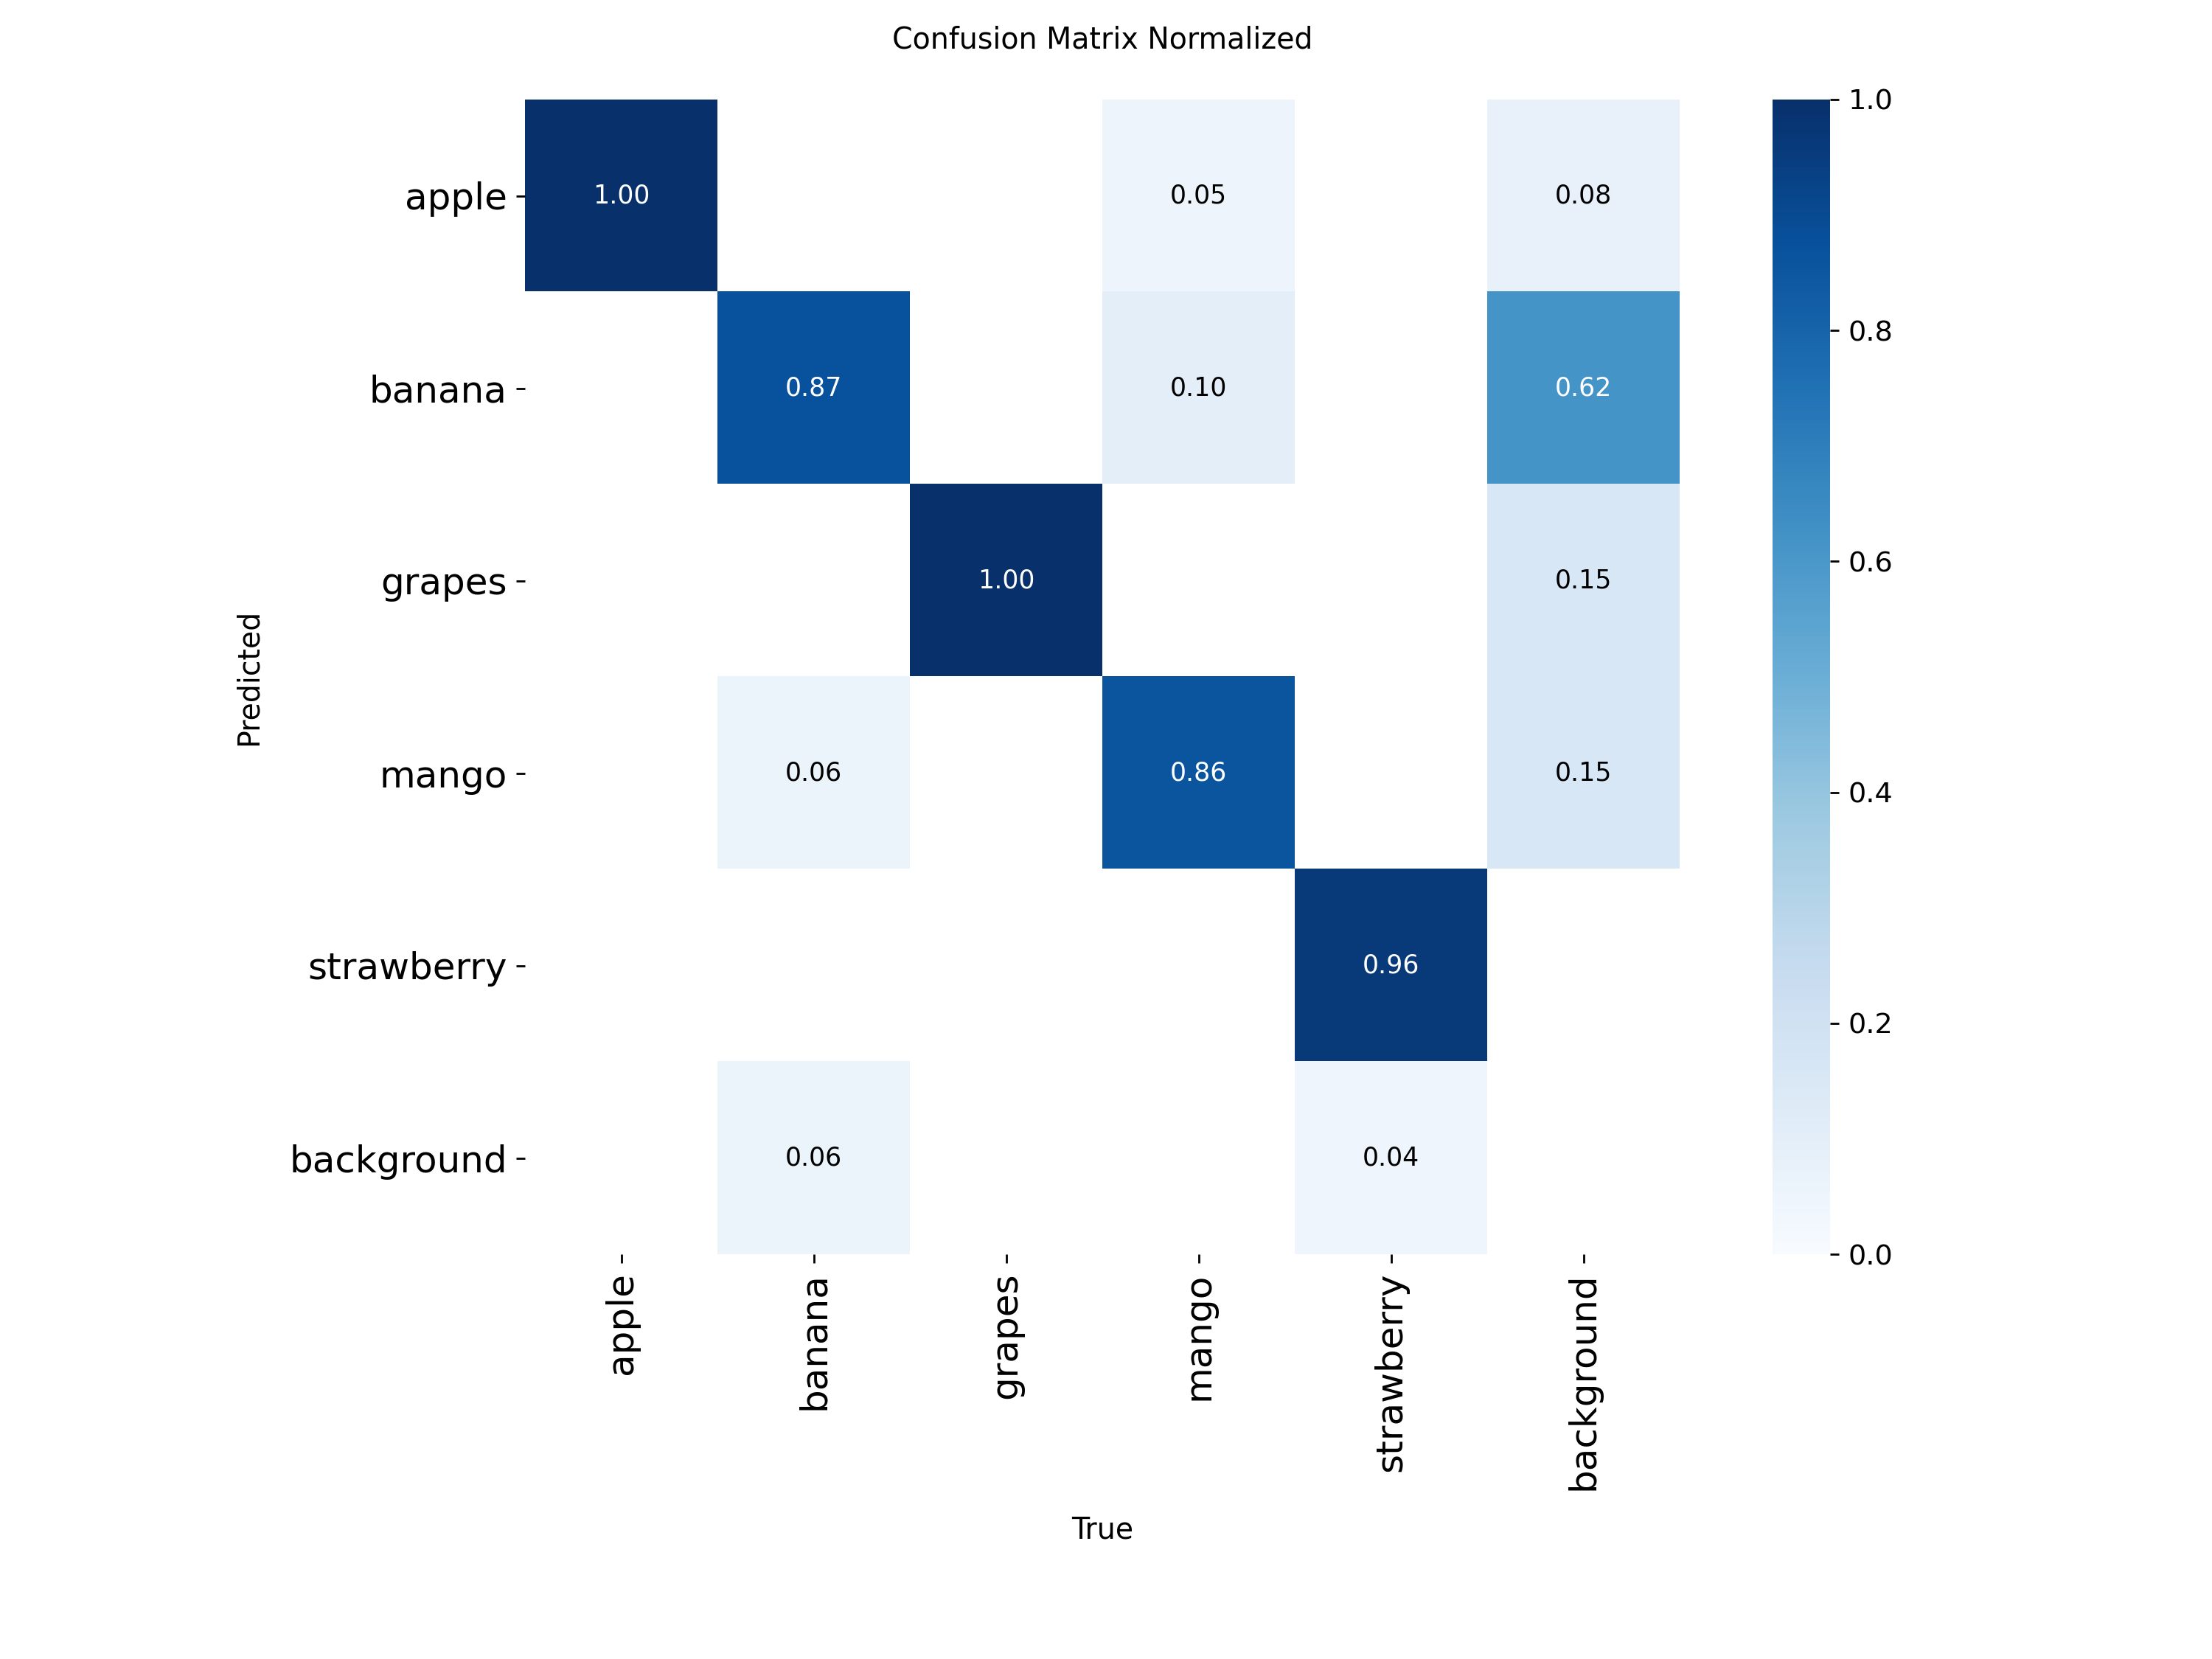 Confusion Matrix Normalized
1.0
apple
1.00
0.05
0.08
0.8
banana
0.87
0.10
0.62
0.6
grapes
1.00
0.15
Predicted
mango
0.06
0.86
0.15
0.4
strawberry
0.96
0.2
background
0.06
0.04
0.0
apple
banana
grapes
mango
strawberry
background
True